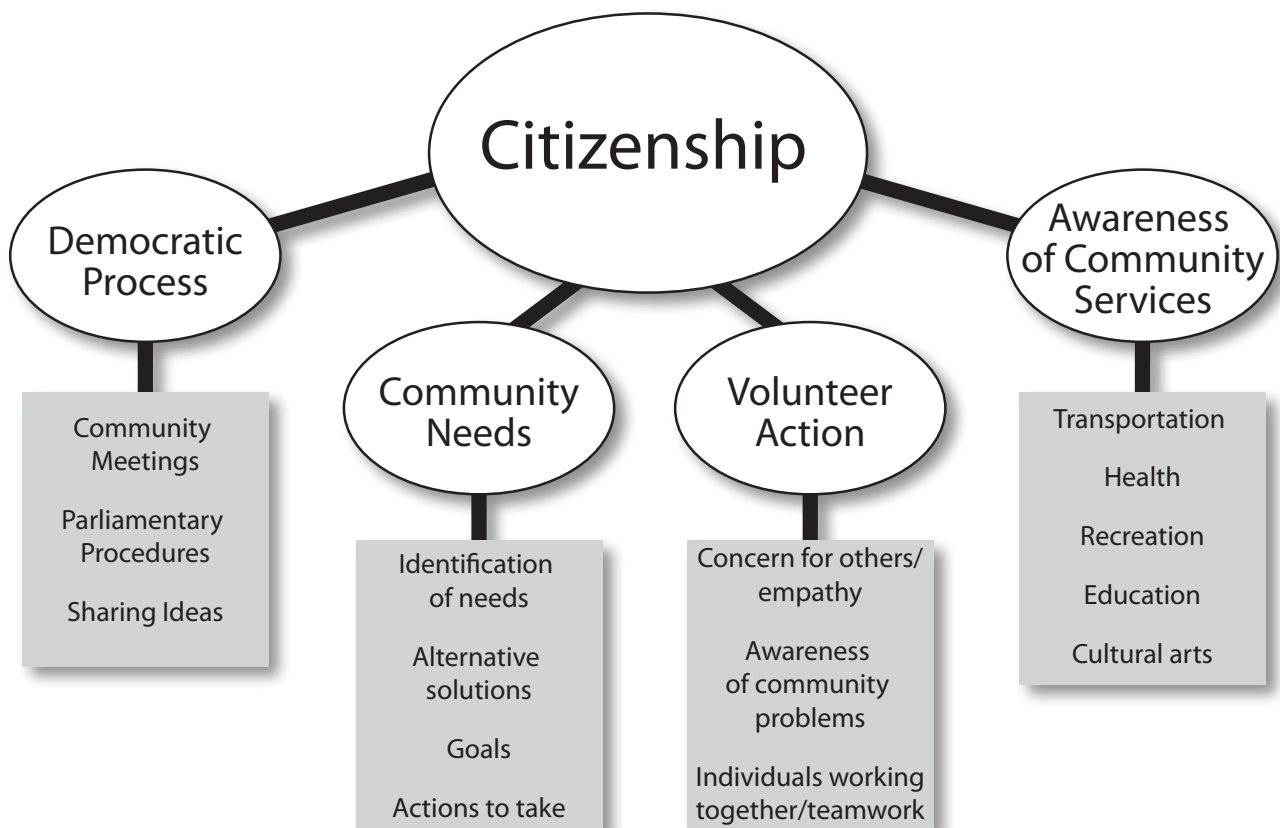 Citizenship
Democratic
Process
Community
Meetings
Parliamentary
Procedures
Sharing Ideas
Community
Needs
Identification
of needs
Alternative
solutions
Goals
Actions to take
Volunteer
Action
Concern for others/
empathy
Awareness
of community
problems
Individuals working
together/teamwork
Awareness
of Community
Services
Transportation
Health
Recreation
Education
Cultural arts